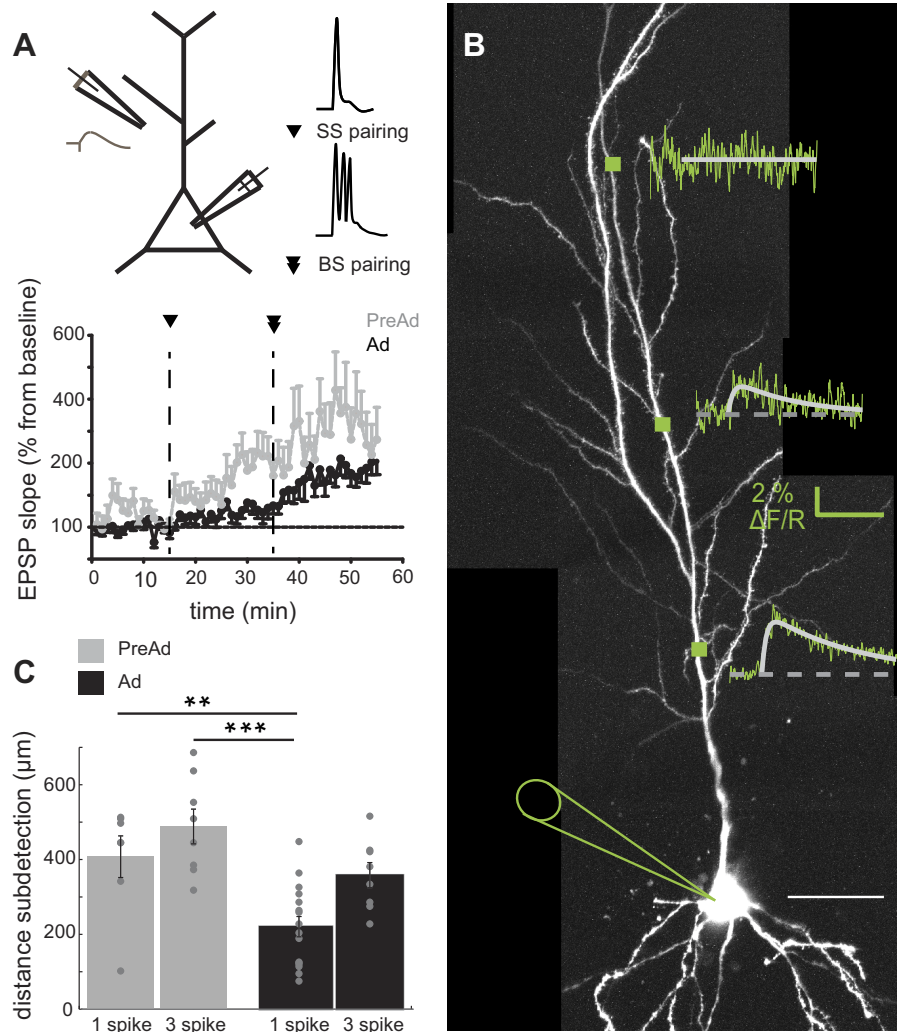 A
SS pairing
BS pairing
EPSP slope (% from baseline)
600
400
200
100
PreAd
Ad
0
10
20
30
40
50
60
time (min)
B
2 %
ΔF/R
C
PreAd
Ad
**
***
distance subdetection (μm)
600
400
200
0
1 spike
3 spike
1 spike
3 spike